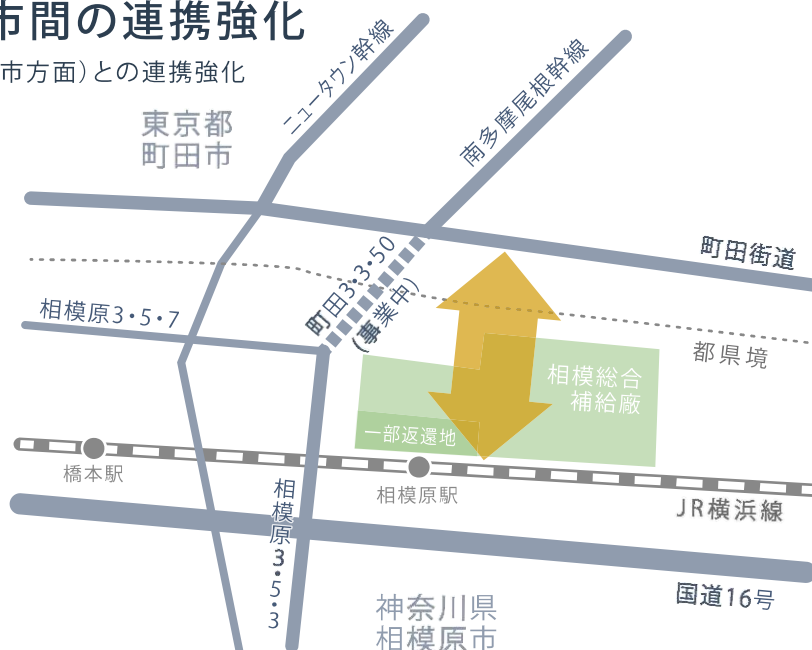 市間の連携強化
市方面）との連携強化
ニュータウン幹線
南多摩尾根幹線
東京都
町田市
町田街道
町田3・3・50
(事業中)
相模原3・5・7
都県境
相模総合
補給廠
一部返還地
橋本駅
相模原駅
JR横浜線
相模原3・5・3
国道16号
神奈川県
相模原市